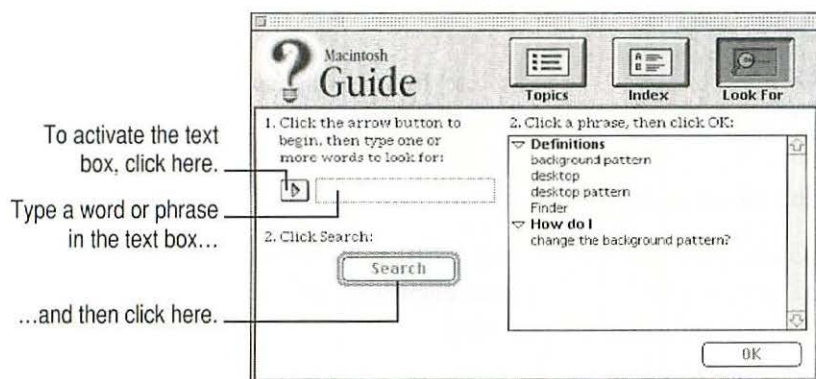 Macintosh
Guide
Topics
Index
Look For
To activate the text
box, click here.
Type a word or phrase
in the text box…
…and then click here.
1. Click the arrow button to
begin, then type one or
more words to look for:
2. Click Search:
Search
2. Click a phrase, then click OK:
Definitions
background pattern
desktop
desktop pattern
Finder
How do I
change the background pattern?
OK